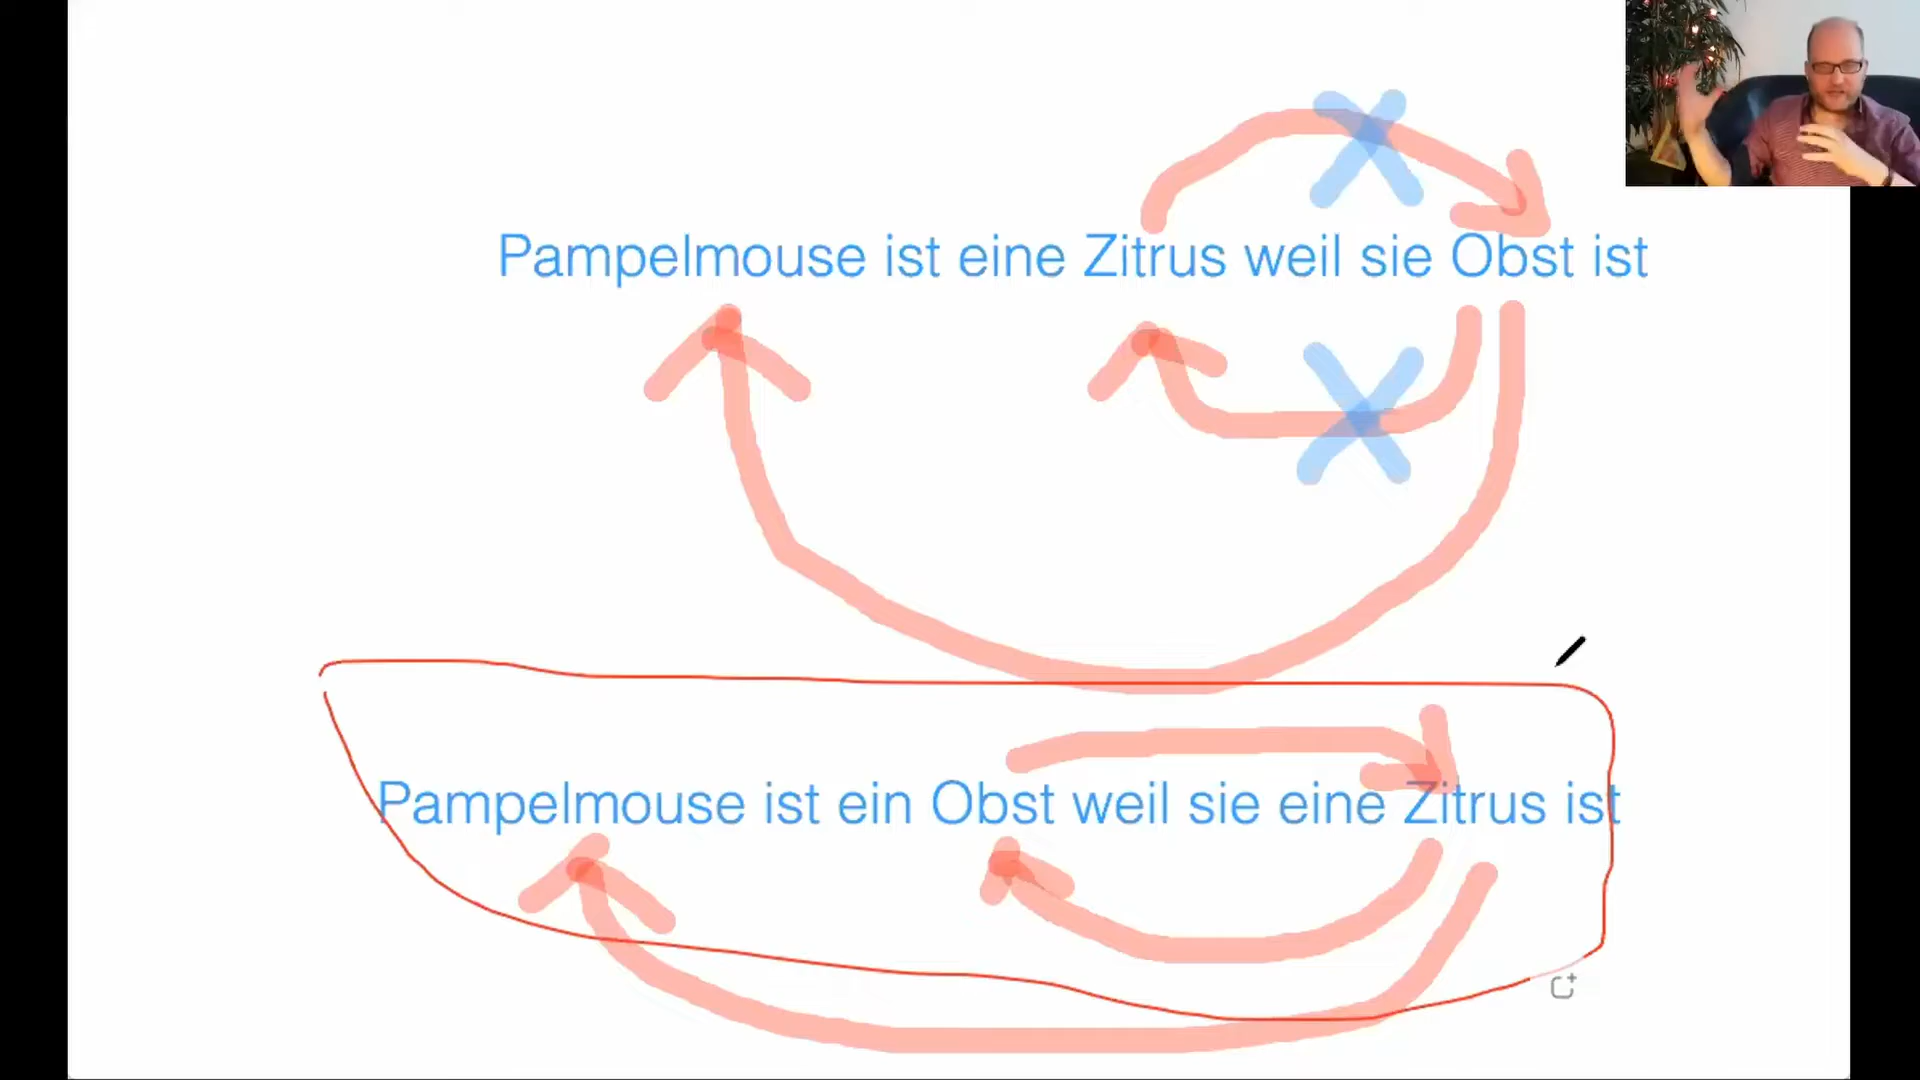 Pampelmouse ist eine Zitrus weil sie Obst ist
Pampelmouse ist ein Obst weil sie eine Zitrus ist